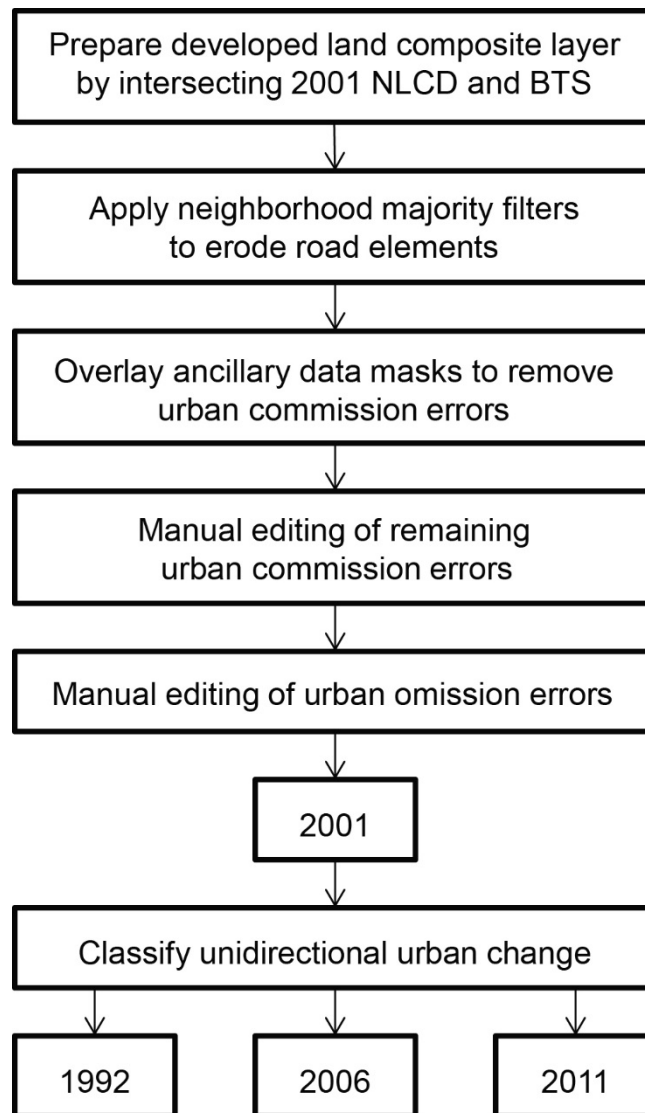 Prepare developed land composite layer
by intersecting 2001 NLCD and BTS
Apply neighborhood majority filters
to erode road elements
Overlay ancillary data masks to remove
urban commission errors
Manual editing of remaining
urban commission errors
Manual editing of urban omission errors
2001
Classify unidirectional urban change
1992
2006
2011